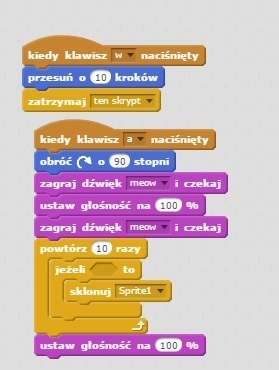 kiedy klawisz w naciśnięty
przesuń o 10 kroków
zatrzymaj ten skrypt
kiedy klawisz a naciśnięty
obróć o 90 stopni
zagraj dźwięk meow i czekaj
ustaw głośność na 100 %
zagraj dźwięk meow i czekaj
powtórz 10 razy
jeżeli to
sklonuj Sprite1
ustaw głośność na 100 %